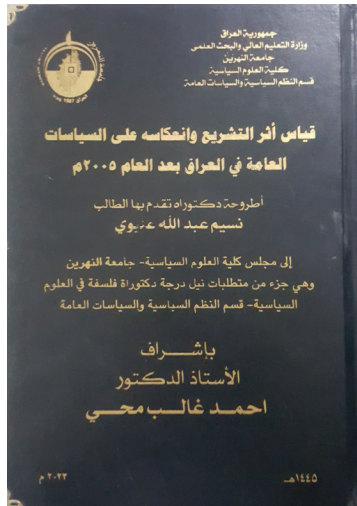 جمهورية العراق
وزارة التعليم العالي والبحث العلمي
جامعة النهرين
كلية العلوم السياسية
قسم النظم السياسية والسياسات العامة
قياس أثر التشريع وانعكاسه على السياسات
العامة في العراق بعد العام ٢٠٠٥م
أطروحة دكتوراه تقدم بها الطالب
نسيم عبد الله
إلى مجلس كلية العلوم السياسية- جامعة النهرين
وهي جزء من متطلبات نيل درجة دكتوراة فلسفة في العلوم
السياسية- قسم النظم السياسية والسياسات العامة
بإشراف
الأستاذ الدكتور
احمد غالب محي
١٤٤٥هـ
٢٠٢٣ م